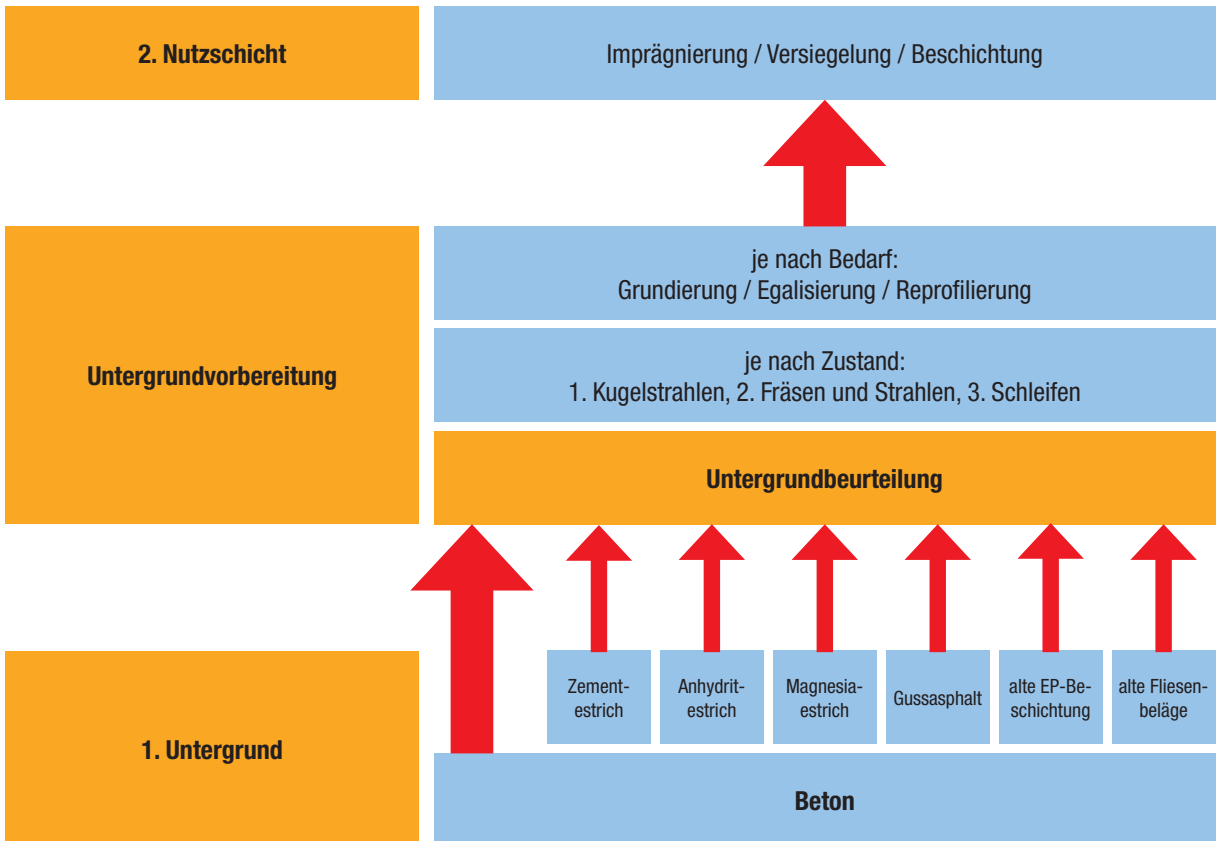 2. Nutzschicht
Imprägnierung / Versiegelung / Beschichtung
Untergrundvorbereitung
je nach Bedarf:
Grundierung / Egalisierung / Reprofilierung
je nach Zustand:
1. Kugelstrahlen, 2. Fräsen und Strahlen, 3. Schleifen
Untergrundbeurteilung
1. Untergrund
Zement-
estrich
Anhydrit-
estrich
Magnesia-
estrich
Gussasphalt
alte EP-Be-
schichtung
alte Fliesen-
beläge
Beton